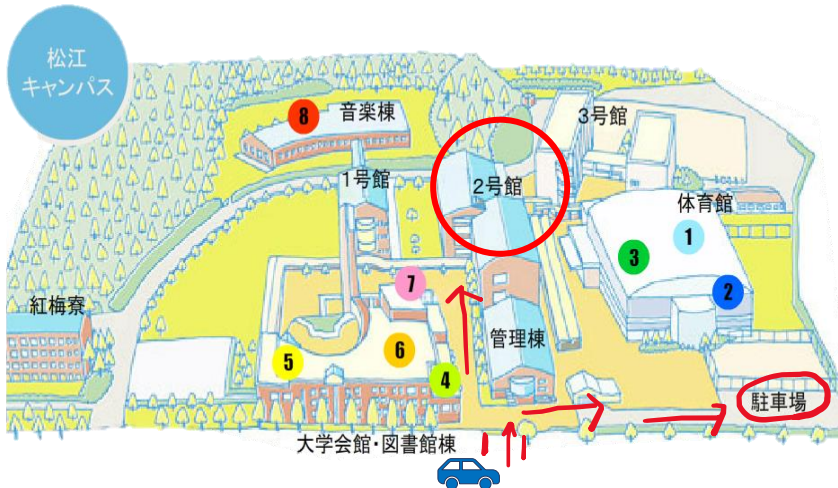 松江
キャンパス
8
音楽棟
3号館
1号館
2号館
体育館
1
3
7
2
紅梅寮
管理棟
5
6
4
駐車場
大学会館・図書館棟